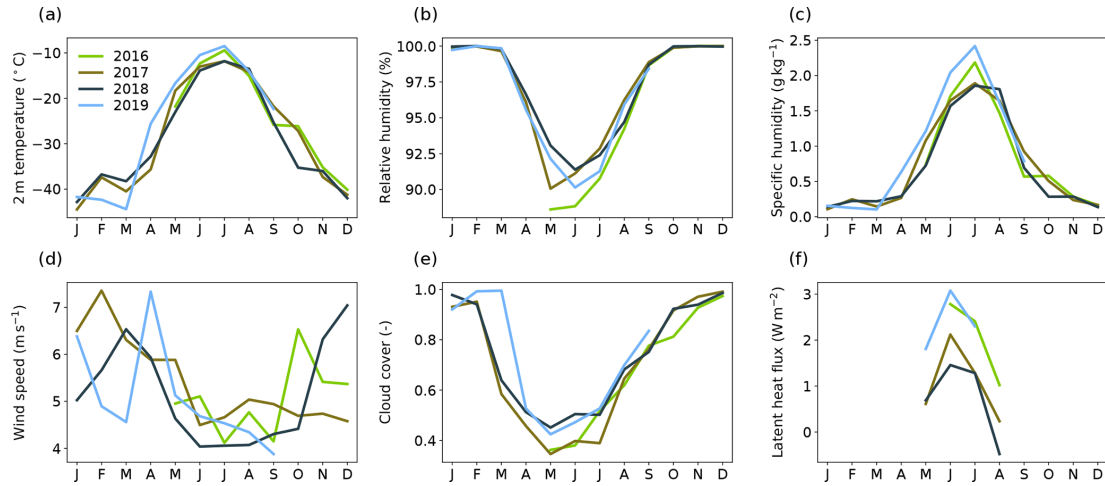 (a)
2 m temperature (°C)
−10
−20
−30
−40
2016
2017
2018
2019
J F M A M J J A S O N D
(b)
Relative humidity (%)
100.0
97.5
95.0
92.5
90.0
J F M A M J J A S O N D
(c)
Specific humidity (g kg⁻¹)
2.5
2.0
1.5
1.0
0.5
0.0
J F M A M J J A S O N D
(d)
Wind speed (m s⁻¹)
7
6
5
4
J F M A M J J A S O N D
(e)
Cloud cover (-)
1.0
0.8
0.6
0.4
J F M A M J J A S O N D
(f)
Latent heat flux (W m⁻²)
3
2
1
0
J F M A M J J A S O N D